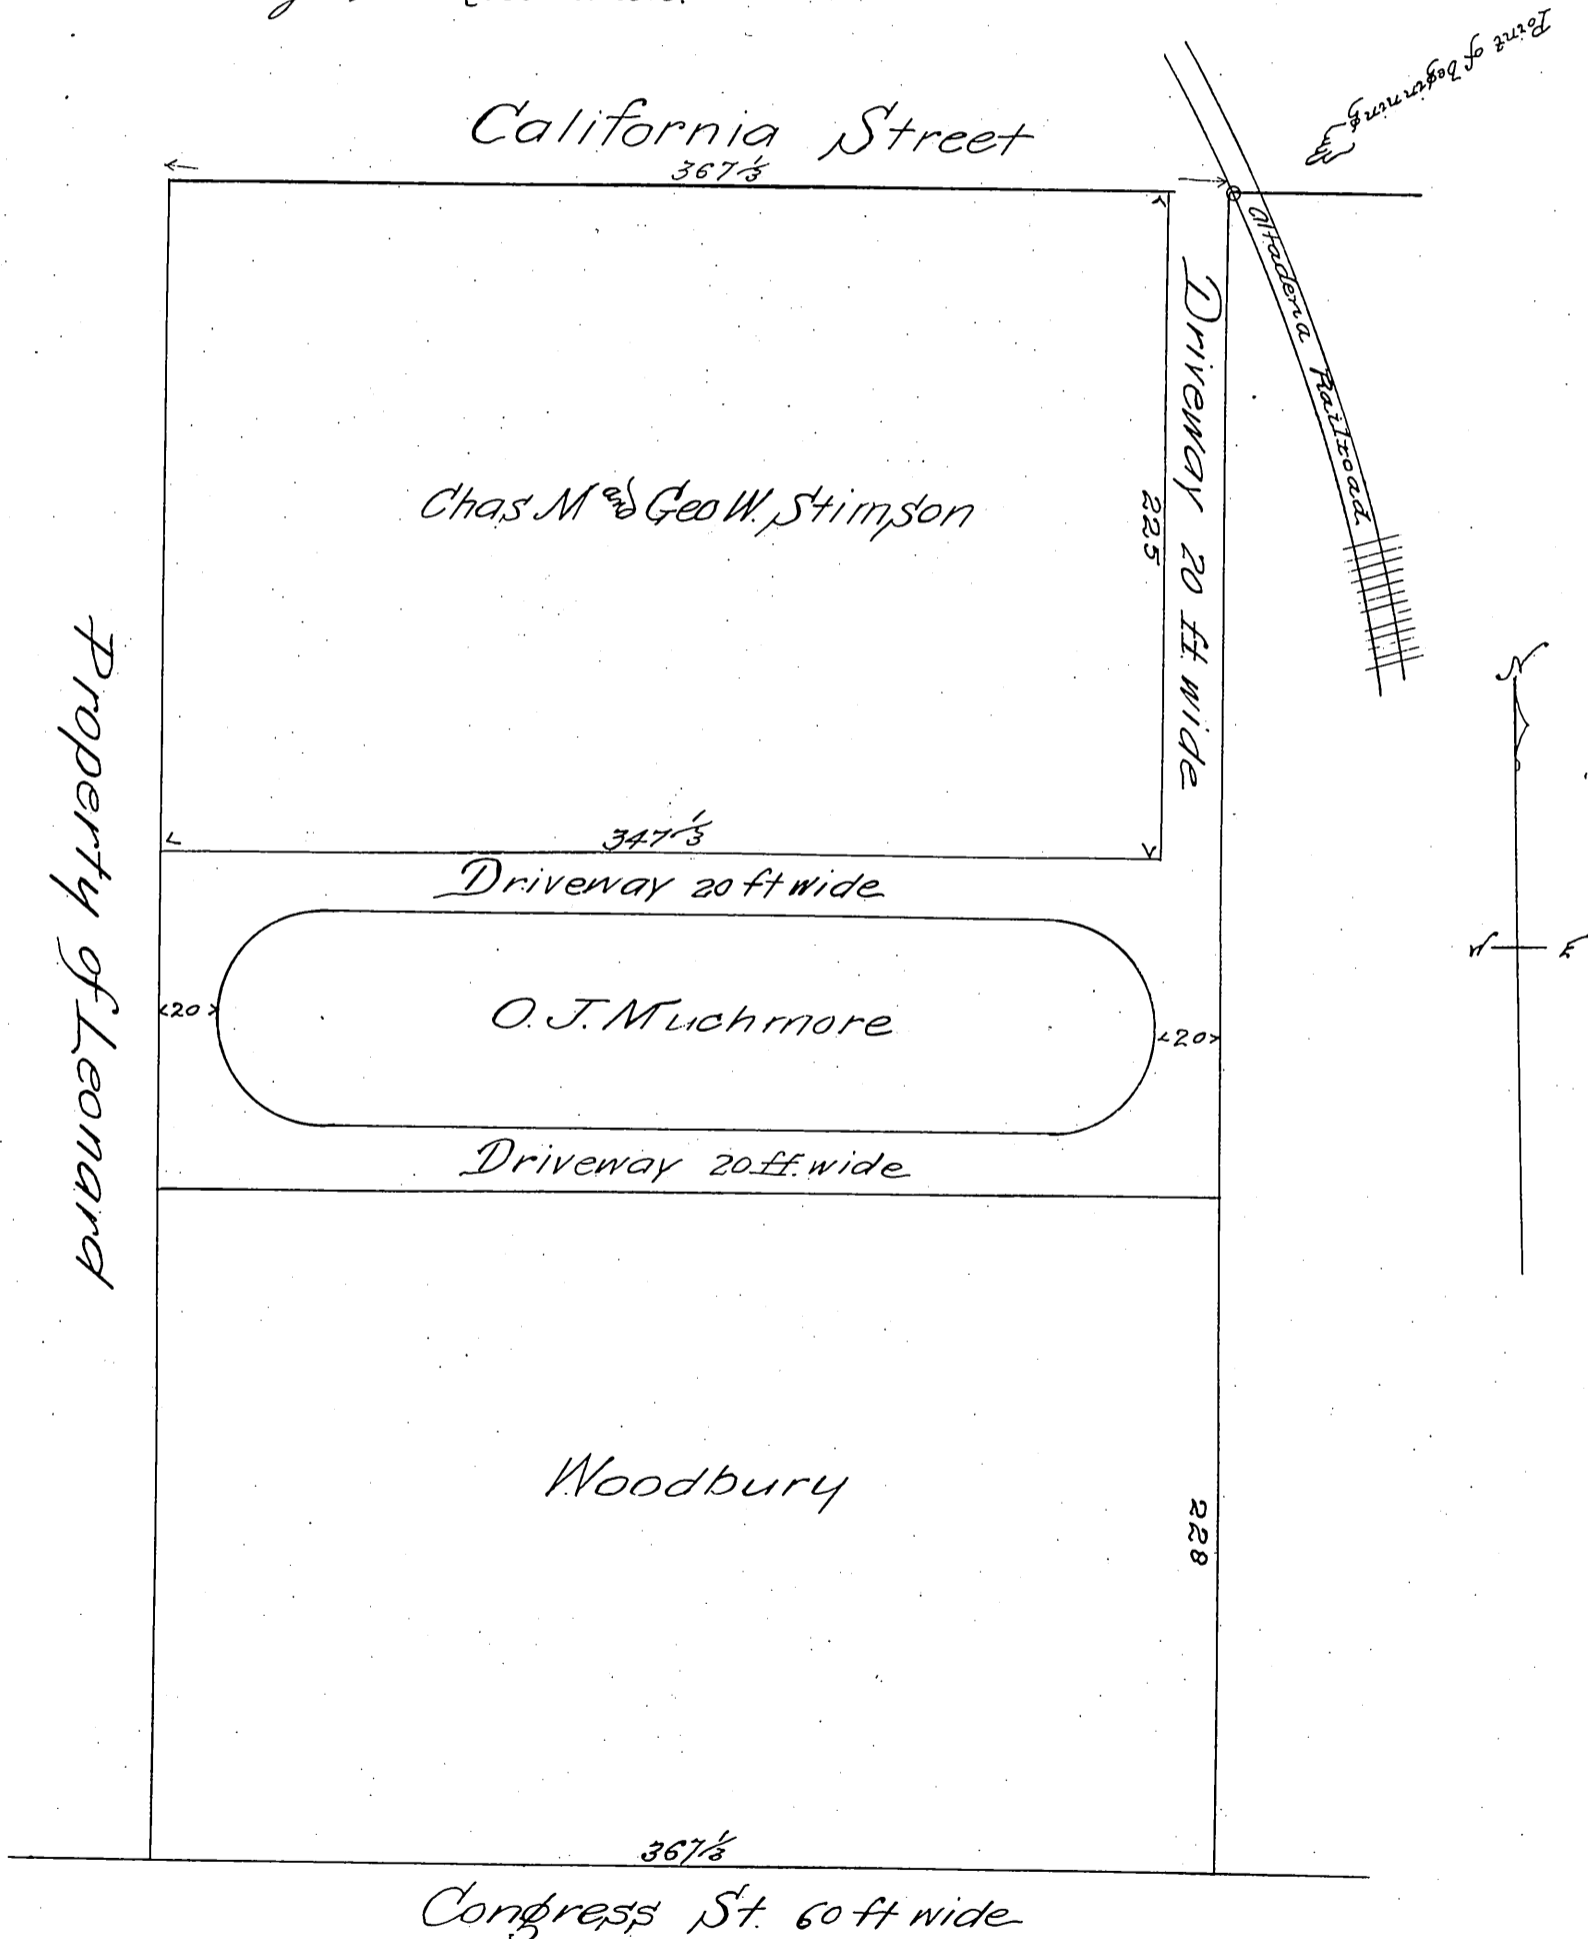 Point of beginning
California Street
367 1/3
Altadena Railroad
Driveway 20 ft wide
Chas M and Geo W. Stimson
225
347 1/3
Driveway 20 ft wide
Property of Leonard
N
W E
20
O. J. Muchmore
20
Driveway 20 ft. wide
Woodbury
228
367 1/3
Congress St. 60 ft wide